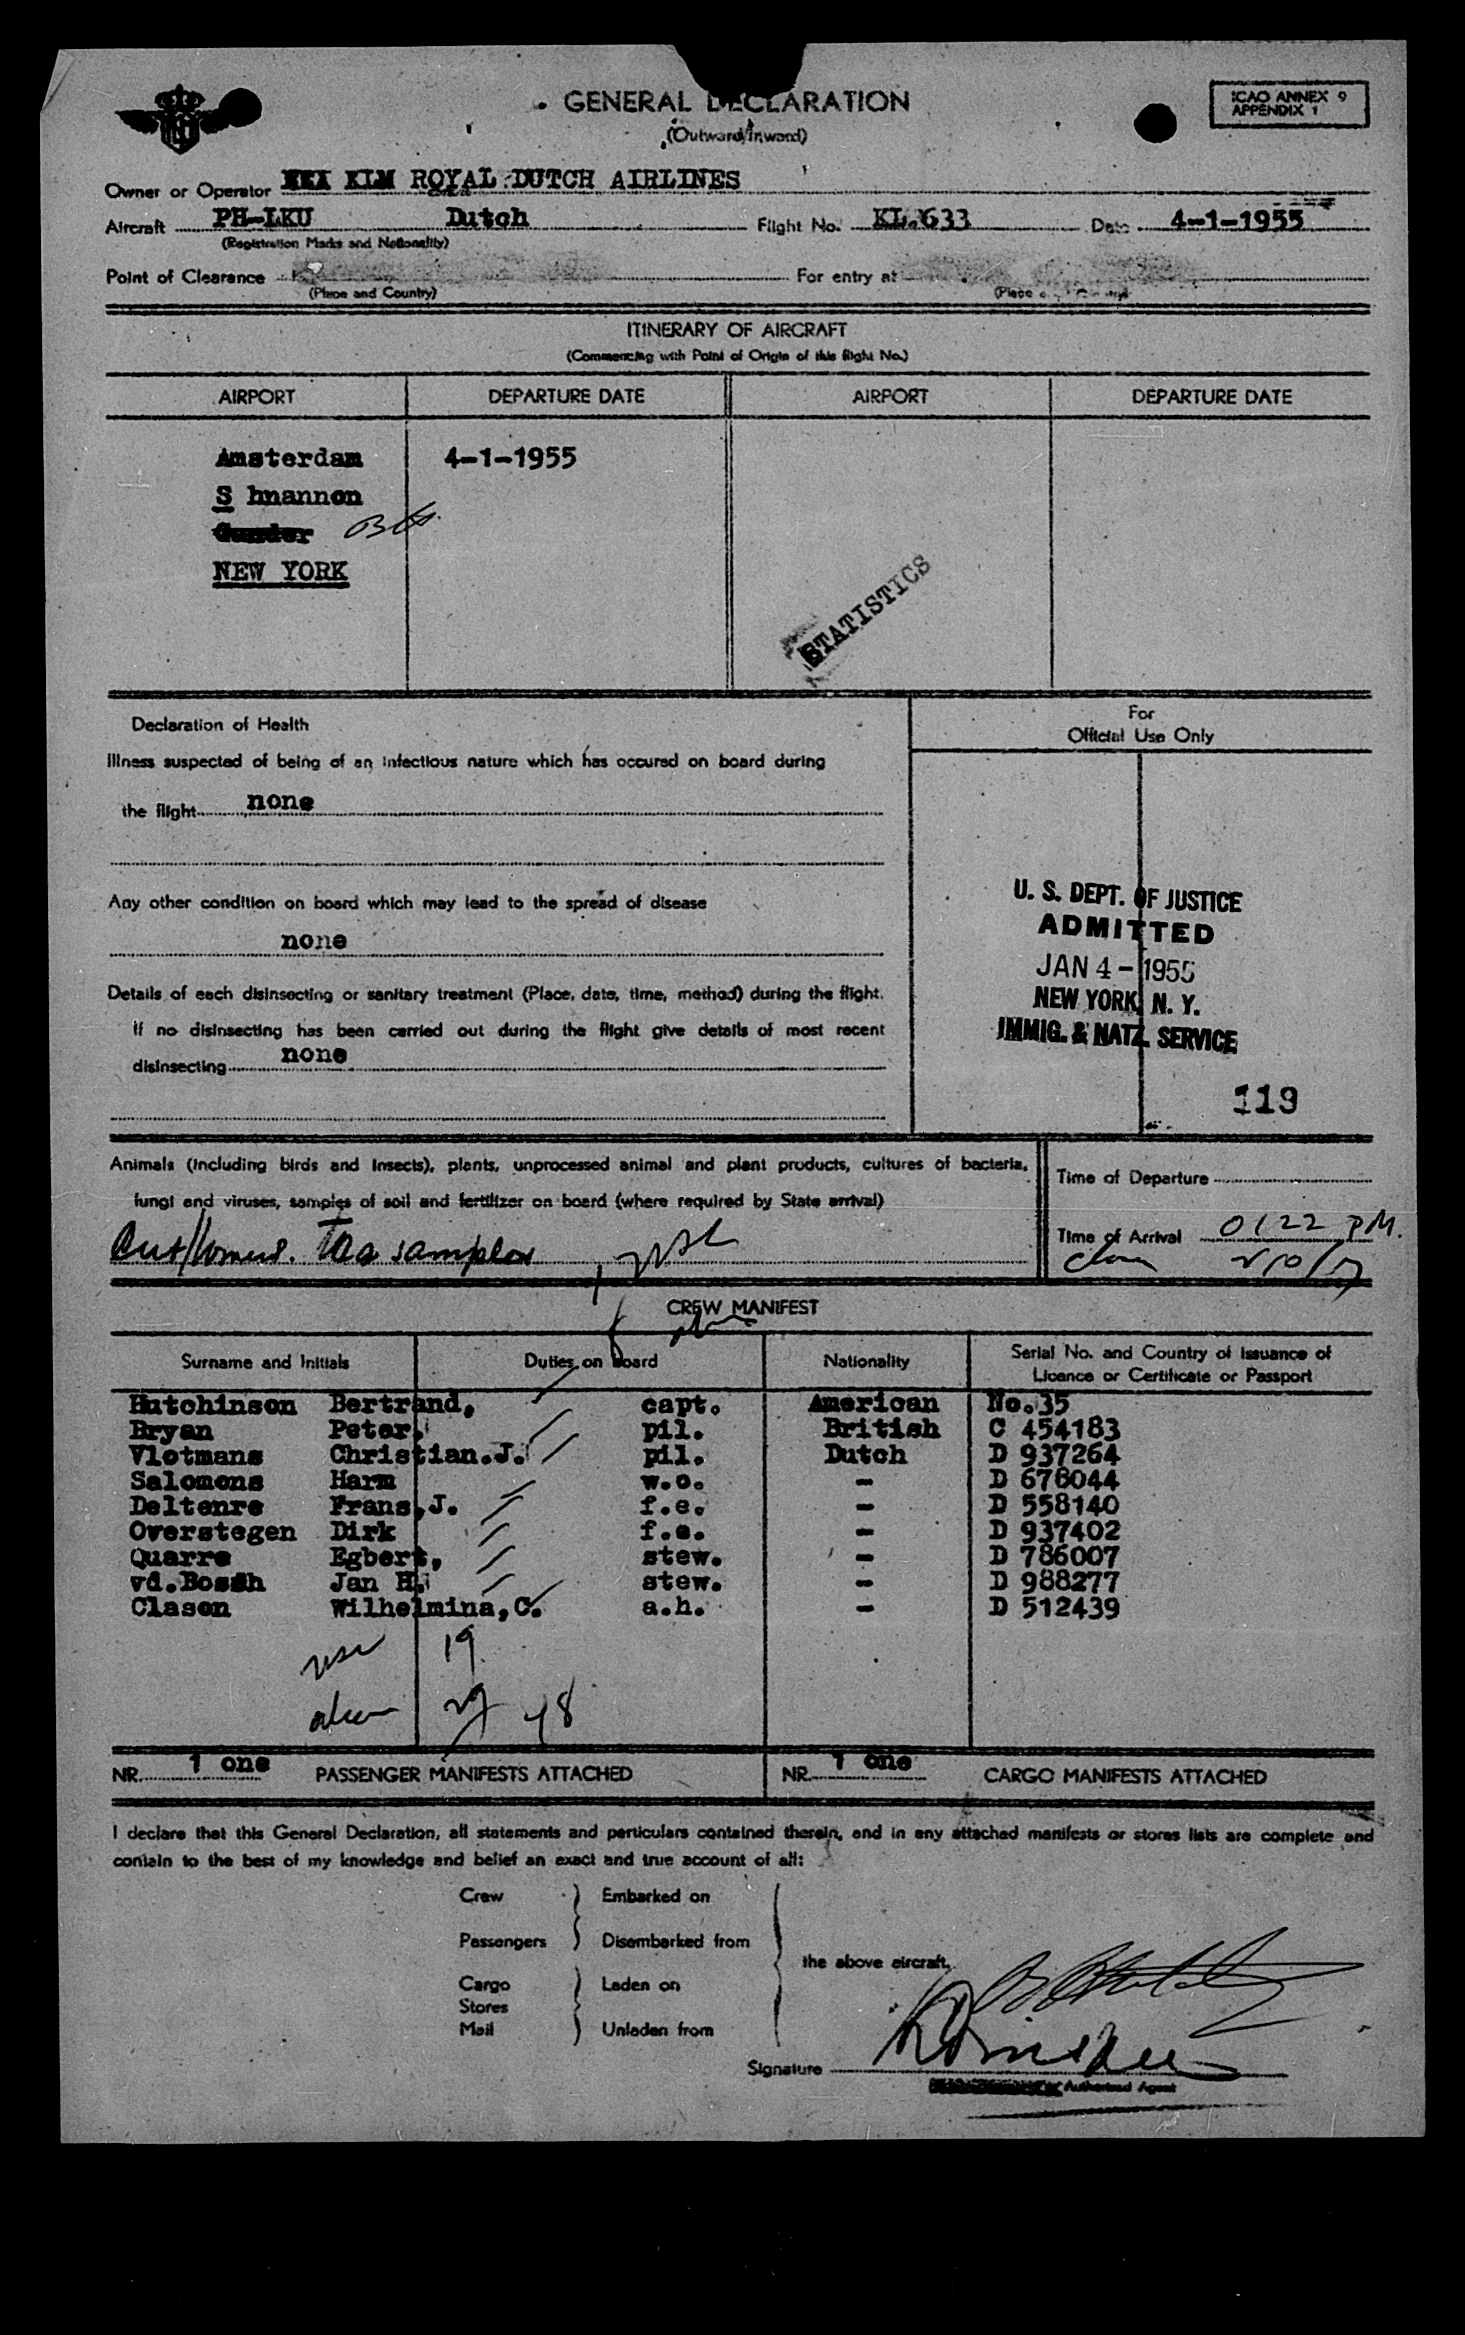 GENERAL DECLARATION
ICAO ANNEX 9
APPENDIX 1
(Outward/Inward)
Owner or Operator KLM ROYAL DUTCH AIRLINES
Aircraft PH-LKU Dutch Flight No. KL.633 Date 4-1-1955
(Registration Marks and Nationality)
Point of Clearance For entry at
(Place and Country) (Place
ITINERARY OF AIRCRAFT
(Commencing with Point of Origin of this flight No.)
AIRPORT DEPARTURE DATE AIRPORT DEPARTURE DATE
Amsterdam 4-1-1955
S hnannon
Gander
NEW YORK
STATISTICS
Declaration of Health
For
Official Use Only
Illness suspected of being of an infectious nature which has occured on board during
the flight none
Any other condition on board which may lead to the spread of disease
none
Details of each disinsecting or sanitary treatment (Place, date, time, method) during the flight.
If no disinsecting has been carried out during the flight give details of most recent
disinsecting none
U. S. DEPT. OF JUSTICE
ADMITTED
JAN 4 - 1955
NEW YORK, N. Y.
IMMIG. & NATZ. SERVICE
119
Animals (including birds and insects), plants, unprocessed animal and plant products, cultures of bacteria,
fungi and viruses, samples of soil and fertilizer on board (where required by State arrival)
Time of Departure
Time of Arrival 0122 PM.
samples
CREW MANIFEST
Surname and Initials Duties on Board Nationality Serial No. and Country of Issuance of
Licence or Certificate or Passport
Hutchinson Bertrand, capt. American No.35
Bryan Peter, pil. British C 454183
Vlotmans Christian.J. pil. Dutch D 937264
Salomons Harm w.o. - D 678044
Deltenre Frans,J. f.e. - D 558140
Overstegen Dirk f.e. - D 937402
Quarre Egbert, stew. - D 786007
vd.Bossh Jan H. stew. - D 988277
Clason Wilhelmina,C. a.h. - D 512439
19
29 48
NR. 1 one PASSENGER MANIFESTS ATTACHED NR. 1 one CARGO MANIFESTS ATTACHED
I declare that this General Declaration, all statements and particulars contained therein, and in any attached manifests or stores lists are complete and
contain to the best of my knowledge and belief an exact and true account of all:
Crew } Embarked on
Passengers } Disembarked from
the above aircraft.
Cargo } Laden on
Stores
Mail } Unladen from
Signature
Authorised Agent